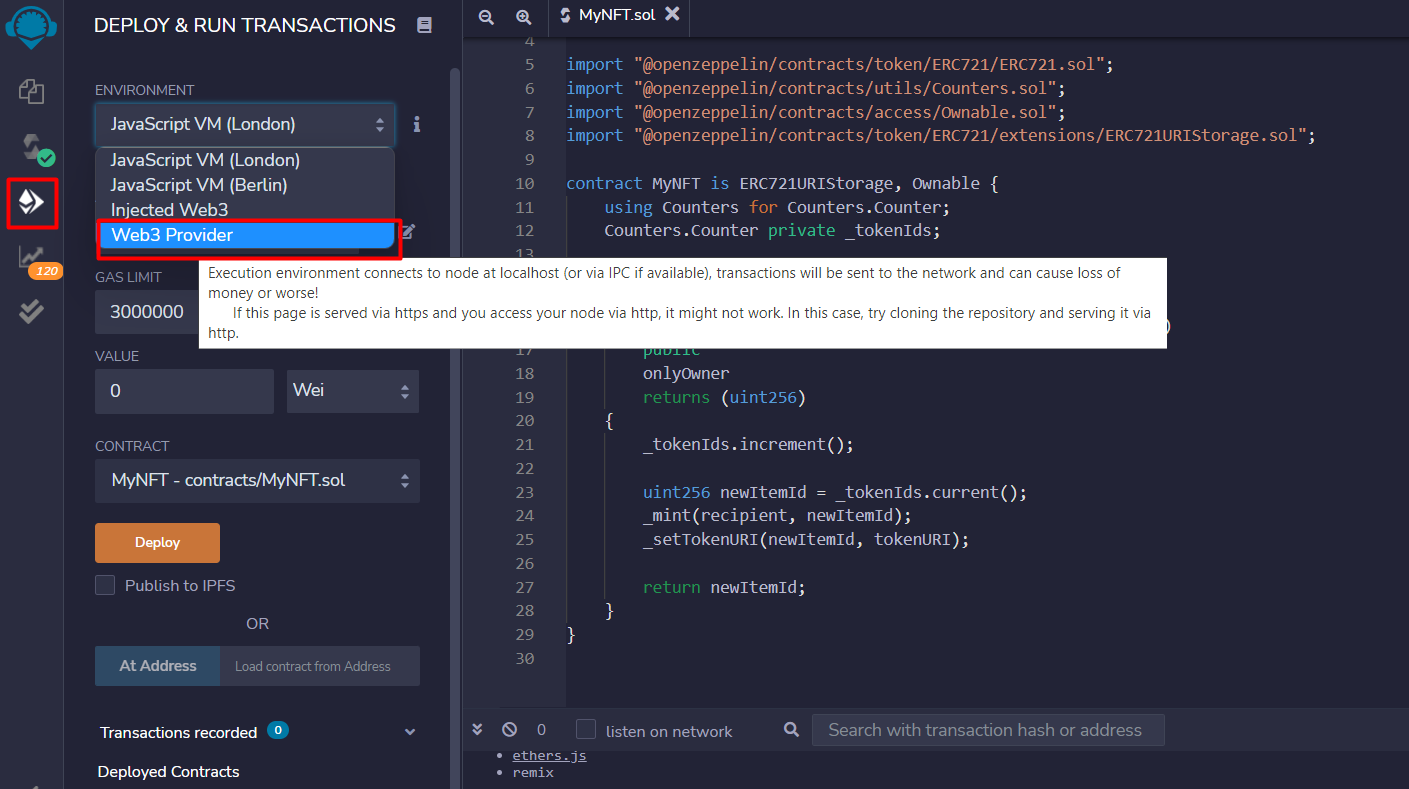 DEPLOY & RUN TRANSACTIONS
ENVIRONMENT
JavaScript VM (London)
JavaScript VM (London)
JavaScript VM (Berlin)
Injected Web3
Web3 Provider
120
Execution environment connects to node at localhost (or via IPC if available), transactions will be sent to the network and can cause loss of
money or worse!
If this page is served via https and you access your node via http, it might not work. In this case, try cloning the repository and serving it via
http.
GAS LIMIT
3000000
VALUE
0
Wei
CONTRACT
MyNFT - contracts/MyNFT.sol
Deploy
Publish to IPFS
OR
At Address
Load contract from Address
Transactions recorded 0
Deployed Contracts
MyNFT.sol
4
5 import "@openzeppelin/contracts/token/ERC721/ERC721.sol";
6 import "@openzeppelin/contracts/utils/Counters.sol";
7 import "@openzeppelin/contracts/access/Ownable.sol";
8 import "@openzeppelin/contracts/token/ERC721/extensions/ERC721URIStorage.sol";
9
10 contract MyNFT is ERC721URIStorage, Ownable {
11 using Counters for Counters.Counter;
12 Counters.Counter private _tokenIds;
13
)
17 public
18 onlyOwner
19 returns (uint256)
20 {
21 _tokenIds.increment();
22
23 uint256 newItemId = _tokenIds.current();
24 _mint(recipient, newItemId);
25 _setTokenURI(newItemId, tokenURI);
26
27 return newItemId;
28 }
29 }
30
0
listen on network
Search with transaction hash or address
• ethers.js
• remix